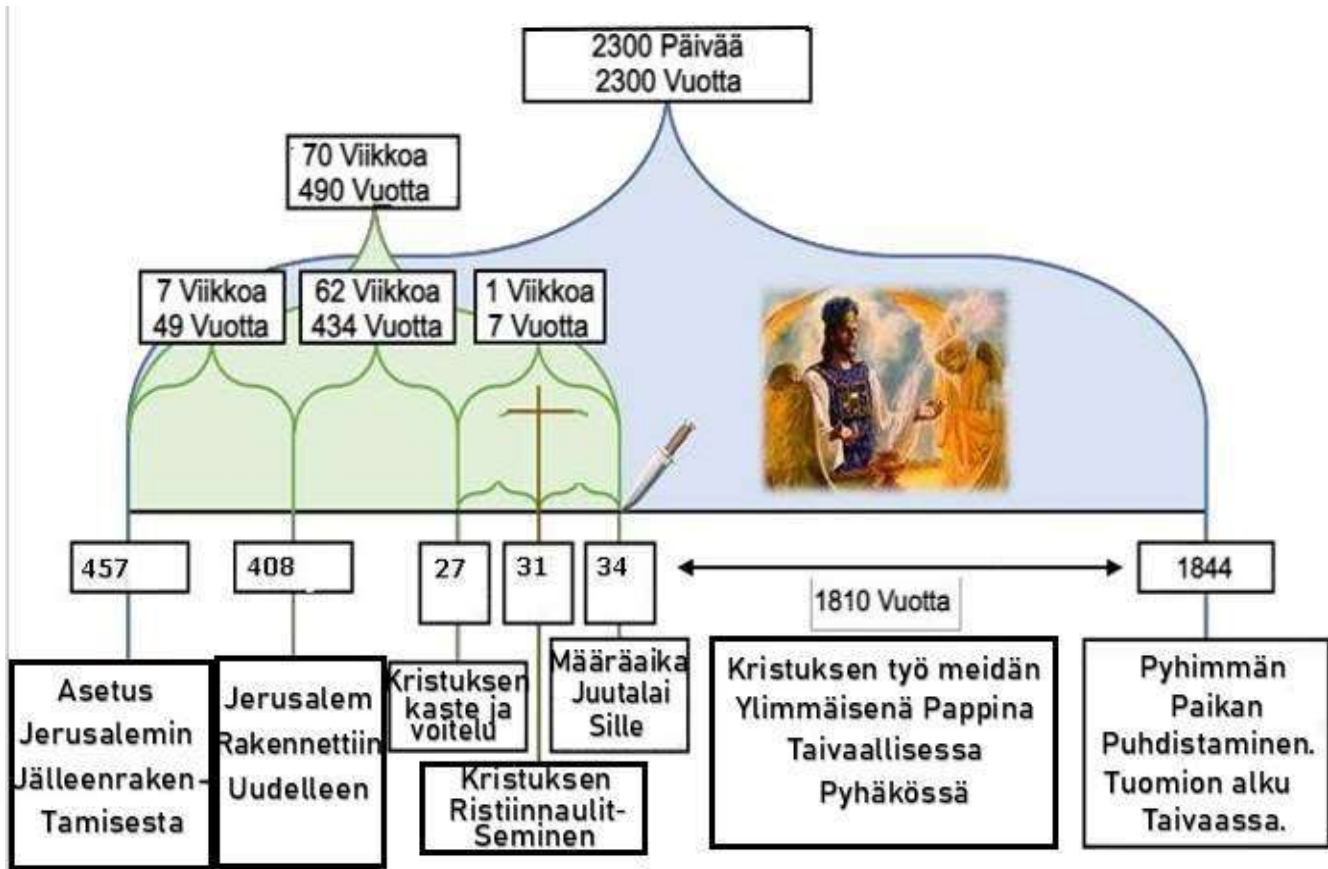 2300 Päivää
2300 Vuotta
70 Viikkoa
490 Vuotta
7 Viikkoa
49 Vuotta
62 Viikkoa
434 Vuotta
1 Viikkoa
7 Vuotta
457
408
27
31
34
1844
1810 Vuotta
Asetus
Jerusalemin
Jälleenraken-
Tamisesta
Jerusalem
Rakennettiin
Uudelleen
Kristuksen
kaste ja
voitelu
Kristuksen
Ristiinnaulit-
Seminen
Määräaika
Juutalai
Sille
Kristuksen työ meidän
Ylimmäisenä Pappina
Taivaallisessa
Pyhäkössä
Pyhimmän
Paikan
Puhdistaminen.
Tuomion alku
Taivaassa.